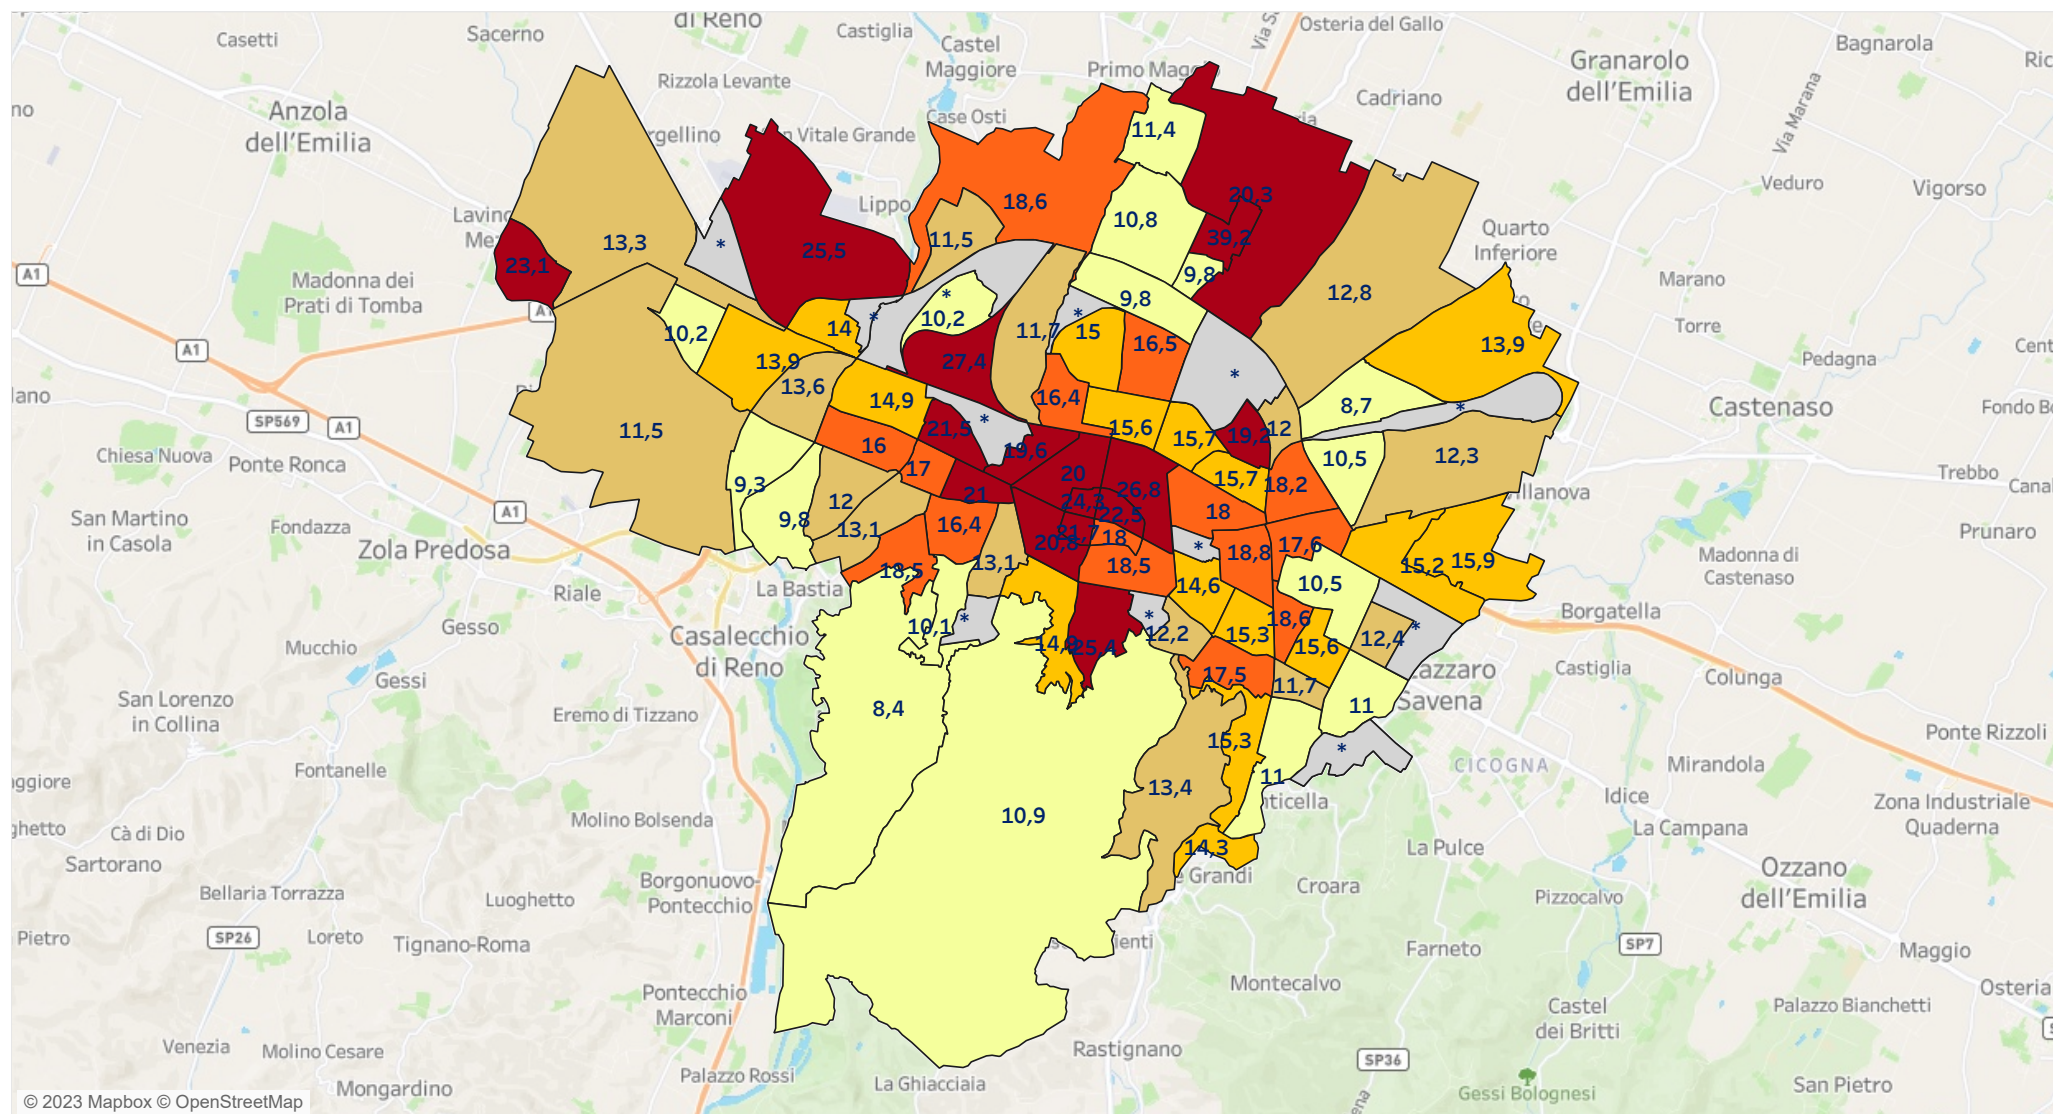 di Reno
Osteria del Gallo
Casetti
Sacerno
Castiglia
Castel
Maggiore
Bagnarola
Granarolo
dell'Emilia
Rizzola Levante
Cadriano
Anzola
dell'Emilia
Case Osti
Via Marana
11,4
Veduro
Vigorso
20,3
18,6
Lippo
10,8
Quarto
Inferiore
13,3
*
25,5
11,5
39,2
23,1
A1
Madonna dei
Prati di Tomba
9,8
Marano
12,8
*
9,8
10,2
*
*
Torre
14
11,7
15
10,2
16,5
13,9
A1
Pedagna
13,9
27,4
*
13,6
14,9
16,4
8,7
*
Castenaso
SP569
A1
*
21,5
15,6
12
11,5
15,7
19,2
16
19,6
10,5
12,3
Chiesa Nuova
Ponte Ronca
17
20
Trebbo
9,3
15,7
18,2
21
26,8
12
24,3
A1
San Martino
in Casola
Fondazza
9,8
13,1
16,4
22,5
18
Prunaro
21,7
18
20,8
*
18,8
17,6
Zola Predosa
13,1
18,5
15,2
15,9
Madonna di
Castenaso
18,5
14,6
10,5
Riale
La Bastia
Borgatella
10,1
*
*
18,6
Gesso
12,2
15,3
15,6
12,4
*
Casalecchio
di Reno
Mucchio
25,4
Castiglia
Gessi
17,5
11,7
Colunga
San Lorenzo
in Collina
8,4
11
Savena
Eremo di Tizzano
15,3
*
Ponte Rizzoli
Fontanelle
11
CICOGNA
Mirandola
13,4
Idice
Zona Industriale
Quaderna
10,9
Molino Bolsenda
Cà di Dio
La Campana
14,3
La Pulce
Sartorano
Ozzano
dell'Emilia
Borgonuovo-
Pontecchio
Bellaria Torrazza
Luoghetto
Croara
Pizzocalvo
Pietro
SP26
Loreto
Tignano-Roma
Farneto
SP7
Maggio
Montecalvo
Pontecchio
Marconi
Castel
dei Britti
Palazzo Bianchetti
Osteria
Venezia
Molino Cesare
Rastignano
SP36
Palazzo Rossi
La Ghiacciaia
Mongardino
Gessi Bolognesi
San Pietro
© 2023 Mapbox © OpenStreetMap